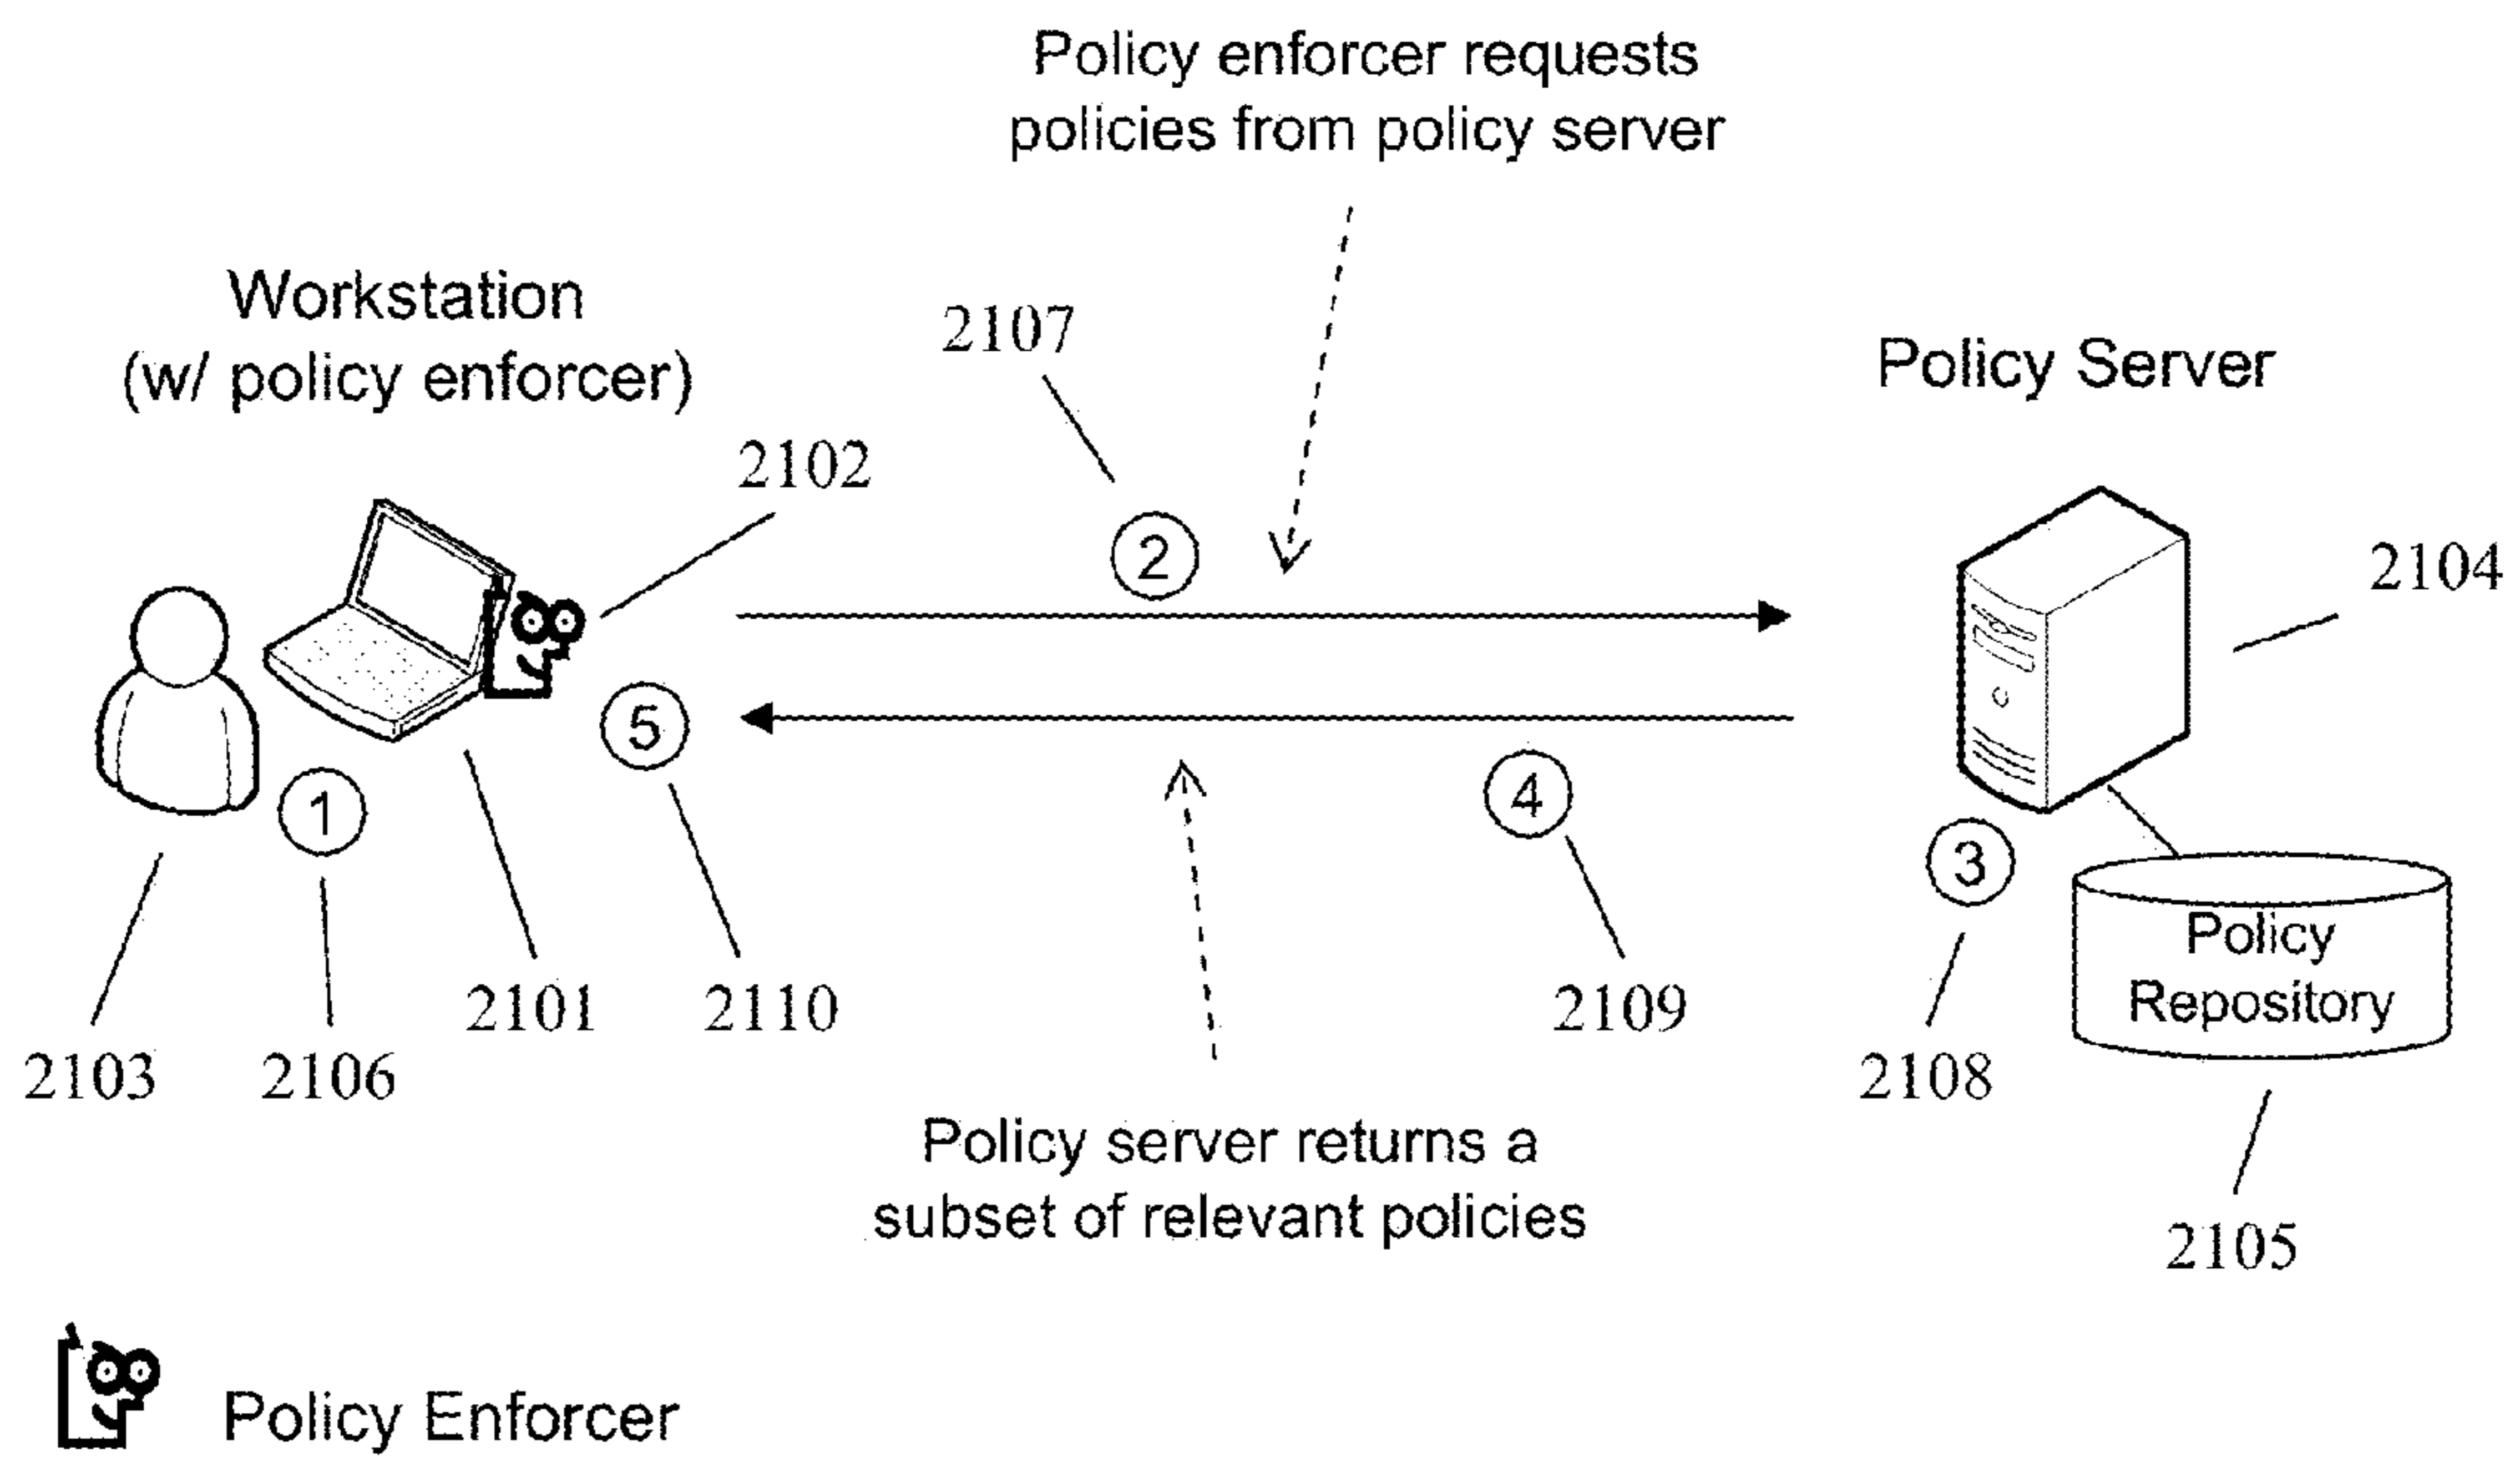 Policy enforcer requests
policies from policy server
Workstation
(w/ policy enforcer)
2107
Policy Server
2102
2
2104
5
4
1
3
Policy
Repository
2101
2110
2109
2103
2106
2108
Policy server returns a
subset of relevant policies
2105
Policy Enforcer